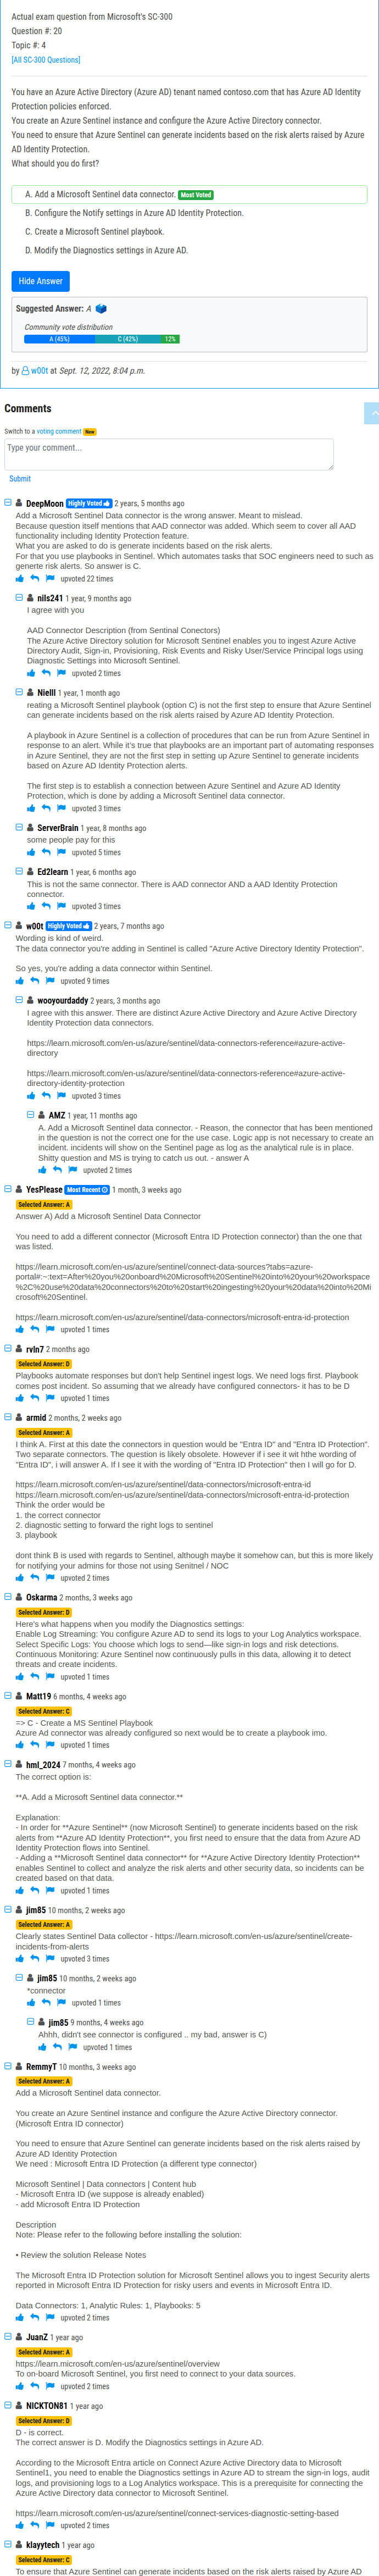 Actual exam question from Microsoft's SC-300
Question #: 20
Topic #: 4
[All SC-300 Questions]
You have an Azure Active Directory (Azure AD) tenant named contoso.com that has Azure AD Identity
Protection policies enforced.
You create an Azure Sentinel instance and configure the Azure Active Directory connector.
You need to ensure that Azure Sentinel can generate incidents based on the risk alerts raised by Azure
AD Identity Protection.
What should you do first?
A. Add a Microsoft Sentinel data connector. Most Voted
B. Configure the Notify settings in Azure AD Identity Protection.
C. Create a Microsoft Sentinel playbook.
D. Modify the Diagnostics settings in Azure AD.
Hide Answer
Suggested Answer: A
Community vote distribution
A (45%) C (42%) 12%
by w00t at Sept. 12, 2022, 8:04 p.m.
Comments
Switch to a voting comment New
Type your comment...
Submit
DeepMoon Highly Voted 2 years, 5 months ago
Add a Microsoft Sentinel Data connector is the wrong answer. Meant to mislead.
Because question itself mentions that AAD connector was added. Which seem to cover all AAD
functionality including Identity Protection feature.
What you are asked to do is generate incidents based on the risk alerts.
For that you use playbooks in Sentinel. Which automates tasks that SOC engineers need to such as
generte risk alerts. So answer is C.
upvoted 22 times
nils241 1 year, 9 months ago
I agree with you
AAD Connector Description (from Sentinal Conectors)
The Azure Active Directory solution for Microsoft Sentinel enables you to ingest Azure Active
Directory Audit, Sign-in, Provisioning, Risk Events and Risky User/Service Principal logs using
Diagnostic Settings into Microsoft Sentinel.
upvoted 2 times
Nielll 1 year, 1 month ago
reating a Microsoft Sentinel playbook (option C) is not the first step to ensure that Azure Sentinel
can generate incidents based on the risk alerts raised by Azure AD Identity Protection.
A playbook in Azure Sentinel is a collection of procedures that can be run from Azure Sentinel in
response to an alert. While it's true that playbooks are an important part of automating responses
in Azure Sentinel, they are not the first step in setting up Azure Sentinel to generate incidents
based on Azure AD Identity Protection alerts.
The first step is to establish a connection between Azure Sentinel and Azure AD Identity
Protection, which is done by adding a Microsoft Sentinel data connector.
upvoted 3 times
ServerBrain 1 year, 8 months ago
some people pay for this
upvoted 5 times
Ed2learn 1 year, 6 months ago
This is not the same connector. There is AAD connector AND a AAD Identity Protection
connector.
upvoted 3 times
w00t Highly Voted 2 years, 7 months ago
Wording is kind of weird.
The data connector you're adding in Sentinel is called "Azure Active Directory Identity Protection".
So yes, you're adding a data connector within Sentinel.
upvoted 9 times
wooyourdaddy 2 years, 3 months ago
I agree with this answer. There are distinct Azure Active Directory and Azure Active Directory
Identity Protection data connectors.
https://learn.microsoft.com/en-us/azure/sentinel/data-connectors-reference#azure-active-
directory
https://learn.microsoft.com/en-us/azure/sentinel/data-connectors-reference#azure-active-
directory-identity-protection
upvoted 3 times
AMZ 1 year, 11 months ago
A. Add a Microsoft Sentinel data connector. - Reason, the connector that has been mentioned
in the question is not the correct one for the use case. Logic app is not necessary to create an
incident. incidents will show on the Sentinel page as log as the analytical rule is in place.
Shitty question and MS is trying to catch us out. - answer A
upvoted 2 times
YesPlease Most Recent 1 month, 3 weeks ago
Selected Answer: A
Answer A) Add a Microsoft Sentinel Data Connector
You need to add a different connector (Microsoft Entra ID Protection connector) than the one that
was listed.
https://learn.microsoft.com/en-us/azure/sentinel/connect-data-sources?tabs=azure-
portal#:~:text=After%20you%20onboard%20Microsoft%20Sentinel%20into%20your%20workspace
%2C%20use%20data%20connectors%20to%20start%20ingesting%20your%20data%20into%20Mi
crosoft%20Sentinel.
https://learn.microsoft.com/en-us/azure/sentinel/data-connectors/microsoft-entra-id-protection
upvoted 1 times
rvln7 2 months ago
Selected Answer: D
Playbooks automate responses but don't help Sentinel ingest logs. We need logs first. Playbook
comes post incident. So assuming that we already have configured connectors- it has to be D
upvoted 1 times
armid 2 months, 2 weeks ago
Selected Answer: A
I think A. First at this date the connectors in question would be "Entra ID" and "Entra ID Protection".
Two separate connectors. The question is likely obsolete. However if i see it wit hthe wording of
"Entra ID", i will answer A. If I see it with the wording of "Entra ID Protection" then I will go for D.
https://learn.microsoft.com/en-us/azure/sentinel/data-connectors/microsoft-entra-id
https://learn.microsoft.com/en-us/azure/sentinel/data-connectors/microsoft-entra-id-protection
Think the order would be
1. the correct connector
2. diagnostic setting to forward the right logs to sentinel
3. playbook
dont think B is used with regards to Sentinel, although maybe it somehow can, but this is more likely
for notifying your admins for those not using Senitnel / NOC
upvoted 2 times
Oskarma 2 months, 3 weeks ago
Selected Answer: D
Here's what happens when you modify the Diagnostics settings:
Enable Log Streaming: You configure Azure AD to send its logs to your Log Analytics workspace.
Select Specific Logs: You choose which logs to send—like sign-in logs and risk detections.
Continuous Monitoring: Azure Sentinel now continuously pulls in this data, allowing it to detect
threats and create incidents.
upvoted 1 times
Matt19 6 months, 4 weeks ago
Selected Answer: C
=> C - Create a MS Sentinel Playbook
Azure Ad connector was already configured so next would be to create a playbook imo.
upvoted 1 times
hml_2024 7 months, 4 weeks ago
The correct option is:
**A. Add a Microsoft Sentinel data connector.**
Explanation:
- In order for **Azure Sentinel** (now Microsoft Sentinel) to generate incidents based on the risk
alerts from **Azure AD Identity Protection**, you first need to ensure that the data from Azure AD
Identity Protection flows into Sentinel.
- Adding a **Microsoft Sentinel data connector** for **Azure Active Directory Identity Protection**
enables Sentinel to collect and analyze the risk alerts and other security data, so incidents can be
created based on that data.
upvoted 1 times
jim85 10 months, 2 weeks ago
Selected Answer: A
Clearly states Sentinel Data collector - https://learn.microsoft.com/en-us/azure/sentinel/create-
incidents-from-alerts
upvoted 3 times
jim85 10 months, 2 weeks ago
*connector
upvoted 1 times
jim85 9 months, 4 weeks ago
Ahhh, didn't see connector is configured .. my bad, answer is C)
upvoted 1 times
RemmyT 10 months, 3 weeks ago
Selected Answer: A
Add a Microsoft Sentinel data connector.
You create an Azure Sentinel instance and configure the Azure Active Directory connector.
(Microsoft Entra ID connector)
You need to ensure that Azure Sentinel can generate incidents based on the risk alerts raised by
Azure AD Identity Protection
We need : Microsoft Entra ID Protection (a different type connector)
Microsoft Sentinel | Data connectors | Content hub
- Microsoft Entra ID (we suppose is already enabled)
- add Microsoft Entra ID Protection
Description
Note: Please refer to the following before installing the solution:
• Review the solution Release Notes
The Microsoft Entra ID Protection solution for Microsoft Sentinel allows you to ingest Security alerts
reported in Microsoft Entra ID Protection for risky users and events in Microsoft Entra ID.
Data Connectors: 1, Analytic Rules: 1, Playbooks: 5
upvoted 2 times
JuanZ 1 year ago
Selected Answer: A
https://learn.microsoft.com/en-us/azure/sentinel/overview
To on-board Microsoft Sentinel, you first need to connect to your data sources.
upvoted 2 times
NICKTON81 1 year ago
Selected Answer: D
D - is correct.
The correct answer is D. Modify the Diagnostics settings in Azure AD.
According to the Microsoft Entra article on Connect Azure Active Directory data to Microsoft
Sentinel1, you need to enable the Diagnostics settings in Azure AD to stream the sign-in logs, audit
logs, and provisioning logs to a Log Analytics workspace. This is a prerequisite for connecting the
Azure Active Directory data connector to Microsoft Sentinel.
https://learn.microsoft.com/en-us/azure/sentinel/connect-services-diagnostic-setting-based
upvoted 2 times
klayytech 1 year ago
Selected Answer: C
To ensure that Azure Sentinel can generate incidents based on the risk alerts raised by Azure AD